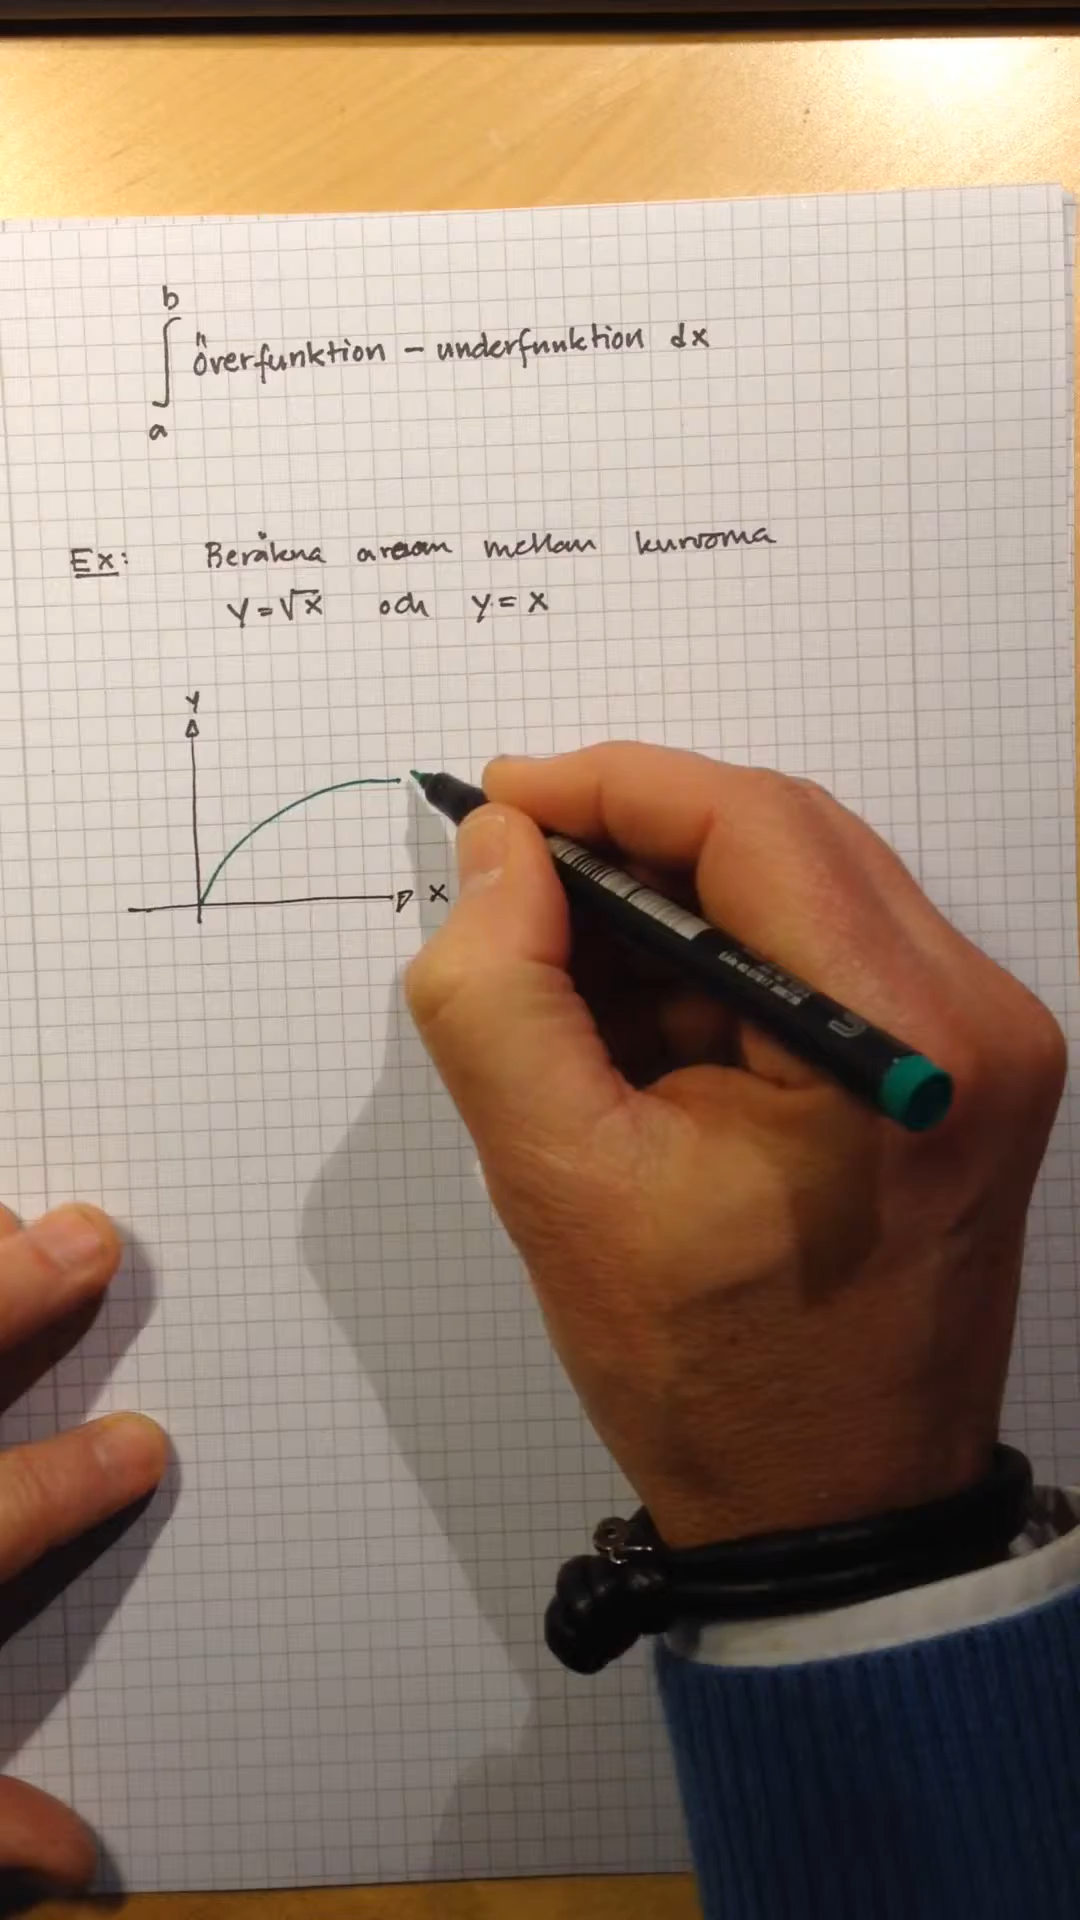 b
∫ överfunktion – underfunktion dx
a
Ex: Beräkna arean mellan kurvorna
y = √x och y = x
y
x